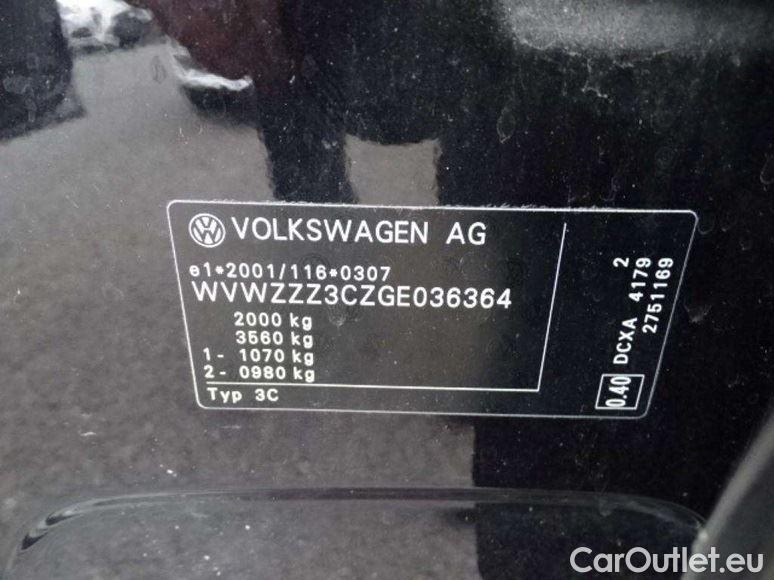 VOLKSWAGEN AG
e1*2001/116*0307
WVWZZZ3CZGE036364
2000 kg
3560 kg
1- 1070 kg
2- 0980 kg
Typ 3C
2
0.40 DCXA 4179
2751169
CarOutlet.eu